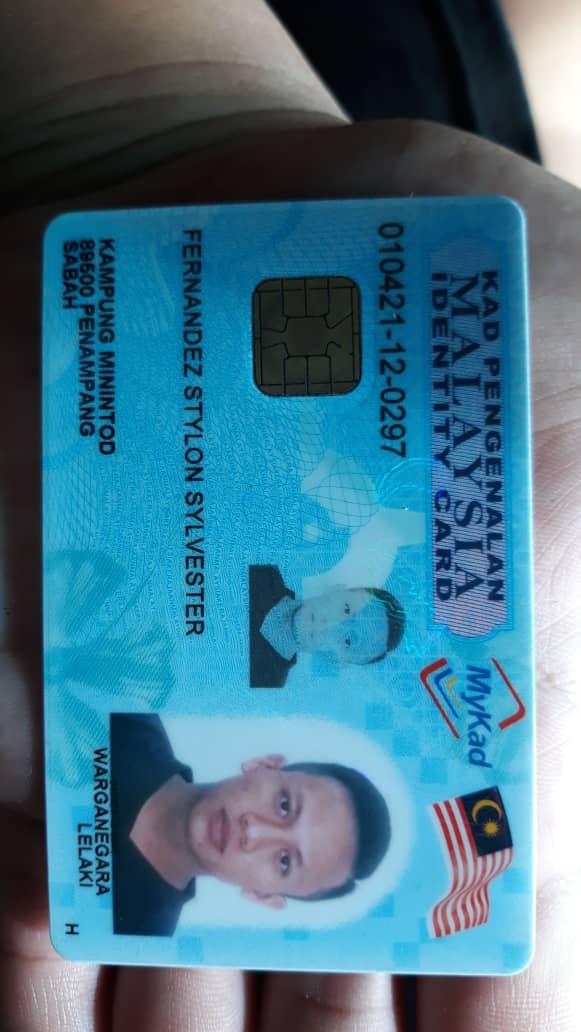 KAD PENGENALAN
MALAYSIA
IDENTITY CARD
MyKad
010421-12-0297
FERNANDEZ STYLON SYLVESTER
KAMPUNG MININTOD
89500 PENAMPANG
SABAH
WARGANEGARA
LELAKI
H